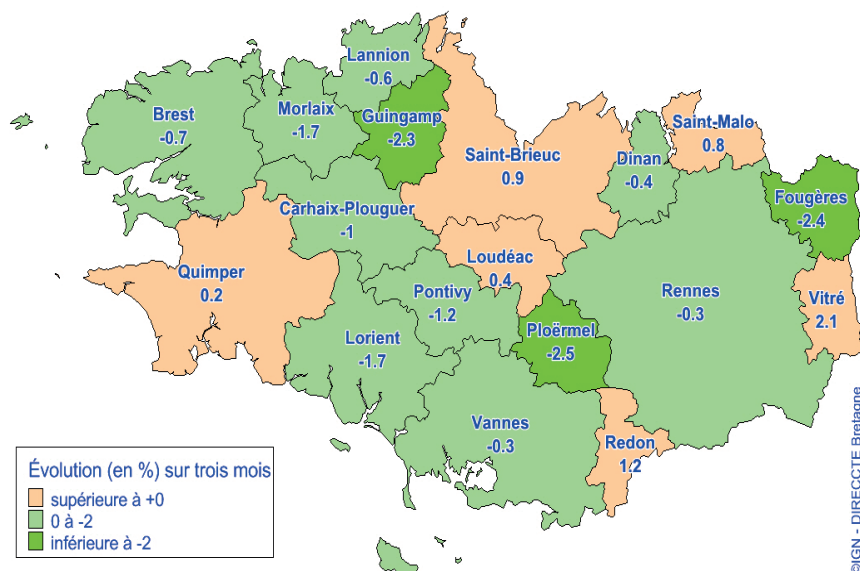 Lannion
-0.6
Brest
-0.7
Morlaix
-1.7
Guingamp
-2.3
Saint-Brieuc
0.9
Dinan
-0.4
Saint-Malo
0.8
Fougères
-2.4
Carhaix-Plouguer
-1
Quimper
0.2
Loudéac
0.4
Pontivy
-1.2
Rennes
-0.3
Vitré
2.1
Lorient
-1.7
Ploërmel
-2.5
Vannes
-0.3
Redon
1.2
Évolution (en %) sur trois mois
supérieure à +0
0 à -2
inférieure à -2
©IGN - DIRECCTE Bretagne